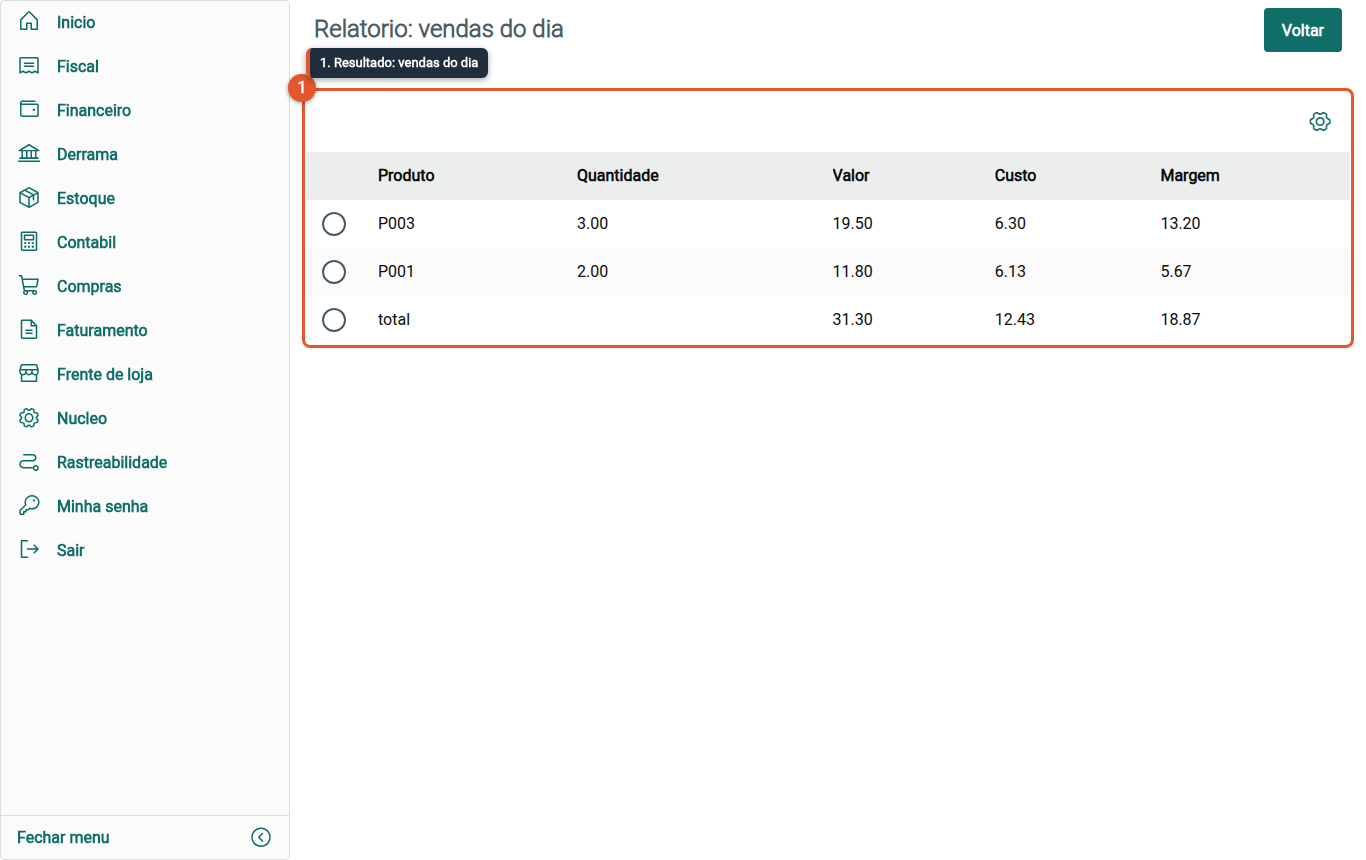 Inicio
Fiscal
Financeiro
Derrama
Estoque
Contabil
Compras
Faturamento
Frente de loja
Nucleo
Rastreabilidade
Minha senha
Sair
Fechar menu
Relatorio: vendas do dia
Voltar
1. Resultado: vendas do dia
1
Produto Quantidade Valor Custo Margem
P003 3.00 19.50 6.30 13.20
P001 2.00 11.80 6.13 5.67
total 31.30 12.43 18.87